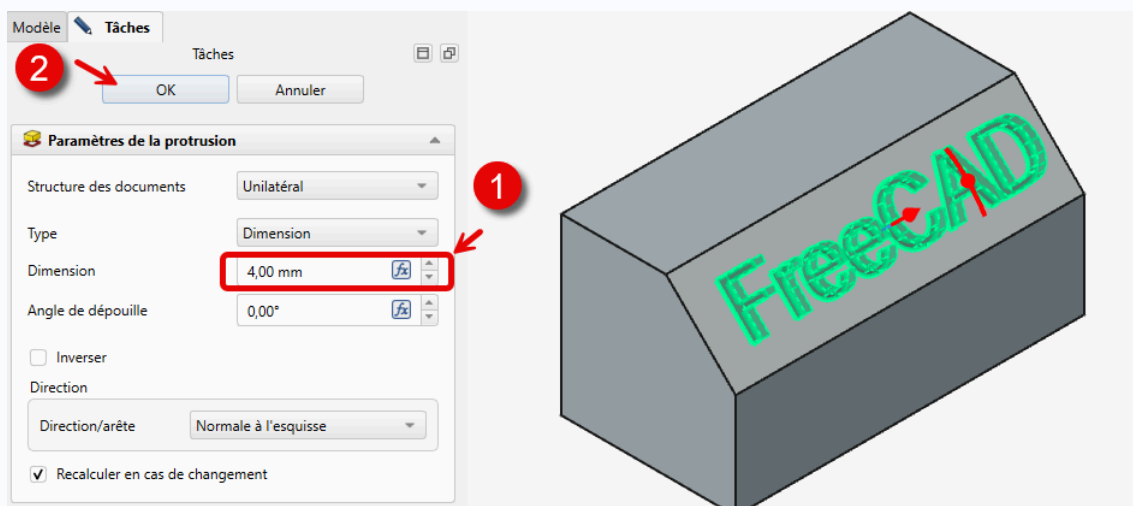 Modèle Tâches
Tâches
2
OK Annuler
Paramètres de la protrusion
Structure des documents Unilatéral
1
Type Dimension
Dimension 4,00 mm fx
Angle de dépouille 0,00° fx
Inverser
Direction
Direction/arête Normale à l'esquisse
Recalculer en cas de changement
FreeCAD